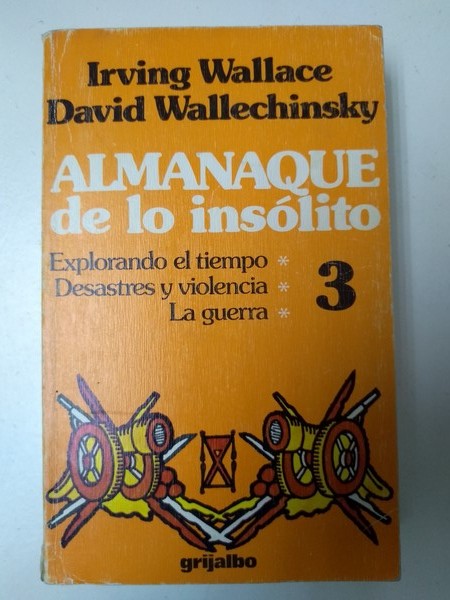 Irving Wallace
David Wallechinsky
ALMANAQUE
de lo insólito
Explorando el tiempo *
Desastres y violencia *
La guerra *
3
grijalbo